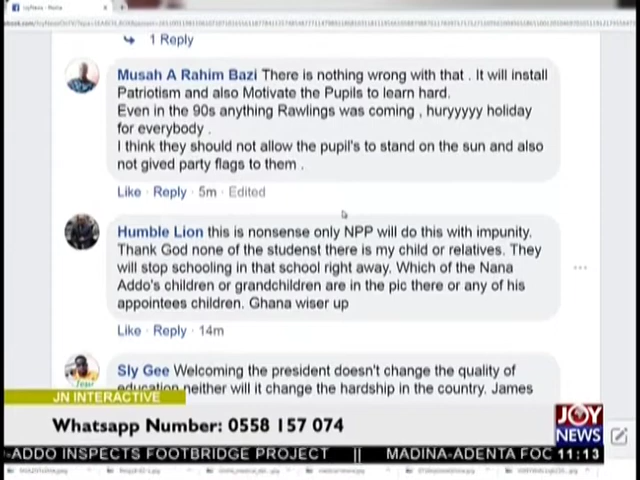 JoyNews - Home
1 Reply
Musah A Rahim Bazi There is nothing wrong with that . It will install
Patriotism and also Motivate the Pupils to learn hard.
Even in the 90s anything Rawlings was coming , huryyyyy holiday
for everybody .
I think they should not allow the pupil's to stand on the sun and also
not gived party flags to them .
Like · Reply · 5m · Edited
Humble Lion this is nonsense only NPP will do this with impunity.
Thank God none of the studenst there is my child or relatives. They
will stop schooling in that school right away. Which of the Nana
Addo's children or grandchildren are in the pic there or any of his
appointees children. Ghana wiser up
Like · Reply · 14m
Sly Gee Welcoming the president doesn't change the quality of
education neither will it change the hardship in the country. James
JN INTERACTIVE
Whatsapp Number: 0558 157 074
JOY
NEWS
-ADDO INSPECTS FOOTBRIDGE PROJECT || MADINA-ADENTA FOC
11:13